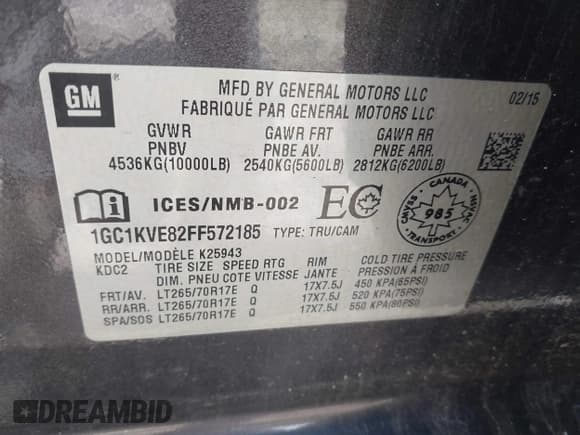 GM ®
MFD BY GENERAL MOTORS LLC
FABRIQUÉ PAR GENERAL MOTORS LLC
02/15
GVWR GAWR FRT GAWR RR
PNBV PNBE AV. PNBE ARR.
4536KG(10000LB) 2540KG(5600LB) 2812KG(6200LB)
ICES/NMB-002 EC
CANADA
CMVSS 985 NSVAC
TRANSPORT
1GC1KVE82FF572185 TYPE: TRU/CAM
MODEL/MODÈLE K25943
KDC2 TIRE SIZE SPEED RTG RIM COLD TIRE PRESSURE
DIM PNEU COTE VITESSE JANTE PRESSION À FROID
FRT/AV. LT265/70R17E Q 17X7.5J 450 KPA(65PSI)
RR/ARR. LT265/70R17E Q 17X7.5J 520 KPA(75PSI)
SPA/SOS LT265/70R17E Q 17X7.5J 550 KPA(80PSI)
DREAMBID